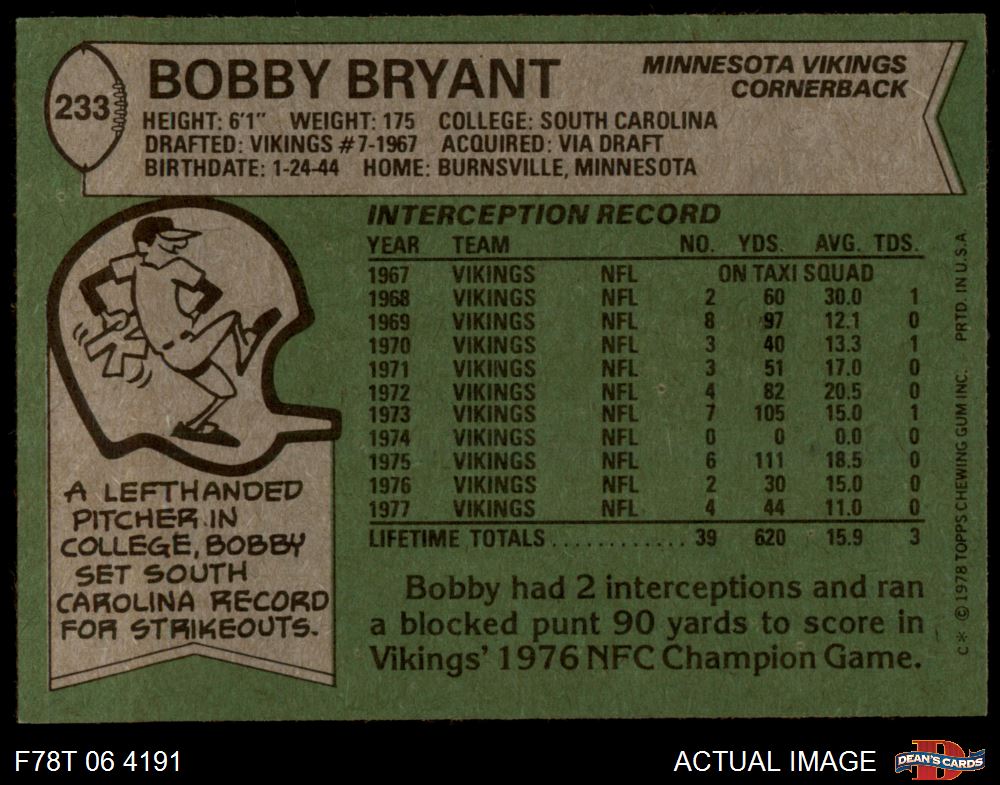 233
BOBBY BRYANT
MINNESOTA VIKINGS
CORNERBACK
HEIGHT: 6'1" WEIGHT: 175 COLLEGE: SOUTH CAROLINA
DRAFTED: VIKINGS #7-1967 ACQUIRED: VIA DRAFT
BIRTHDATE: 1-24-44 HOME: BURNSVILLE, MINNESOTA
INTERCEPTION RECORD
YEAR TEAM NO. YDS. AVG. TDS.
1967 VIKINGS NFL ON TAXI SQUAD
1968 VIKINGS NFL 2 60 30.0 1
1969 VIKINGS NFL 8 97 12.1 0
1970 VIKINGS NFL 3 40 13.3 1
1971 VIKINGS NFL 3 51 17.0 0
1972 VIKINGS NFL 4 82 20.5 0
1973 VIKINGS NFL 7 105 15.0 1
1974 VIKINGS NFL 0 0 0.0 0
1975 VIKINGS NFL 6 111 18.5 0
1976 VIKINGS NFL 2 30 15.0 0
1977 VIKINGS NFL 4 44 11.0 0
LIFETIME TOTALS............ 39 620 15.9 3
A LEFTHANDED
PITCHER IN
COLLEGE, BOBBY
SET SOUTH
CAROLINA RECORD
FOR STRIKEOUTS.
Bobby had 2 interceptions and ran
a blocked punt 90 yards to score in
Vikings' 1976 NFC Champion Game.
C* © 1978 TOPPS CHEWING GUM INC. PRTD. IN U.S.A
F78T 06 4191
ACTUAL IMAGE
D
DEAN'S CARDS